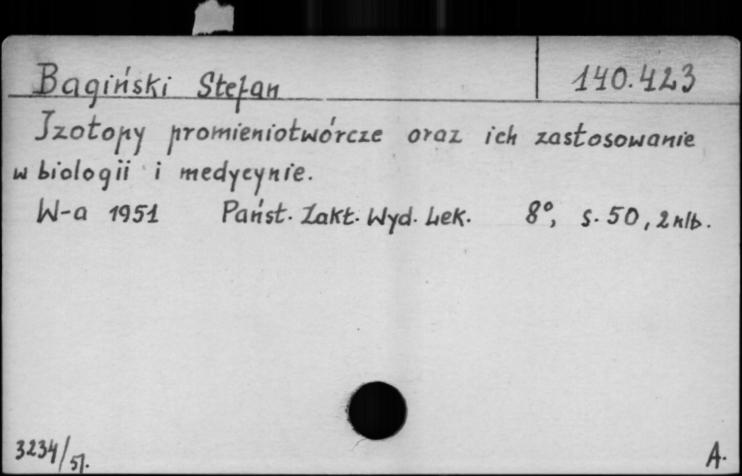 Bagiński Stefan 140.423
Izotopy promieniotwórcze oraz ich zastosowanie
w biologii i medycynie.
W-a 1951 Państ. Zakt. Wyd. Lek. 8°, s. 50, 2 nlb.
3234/51.
A.